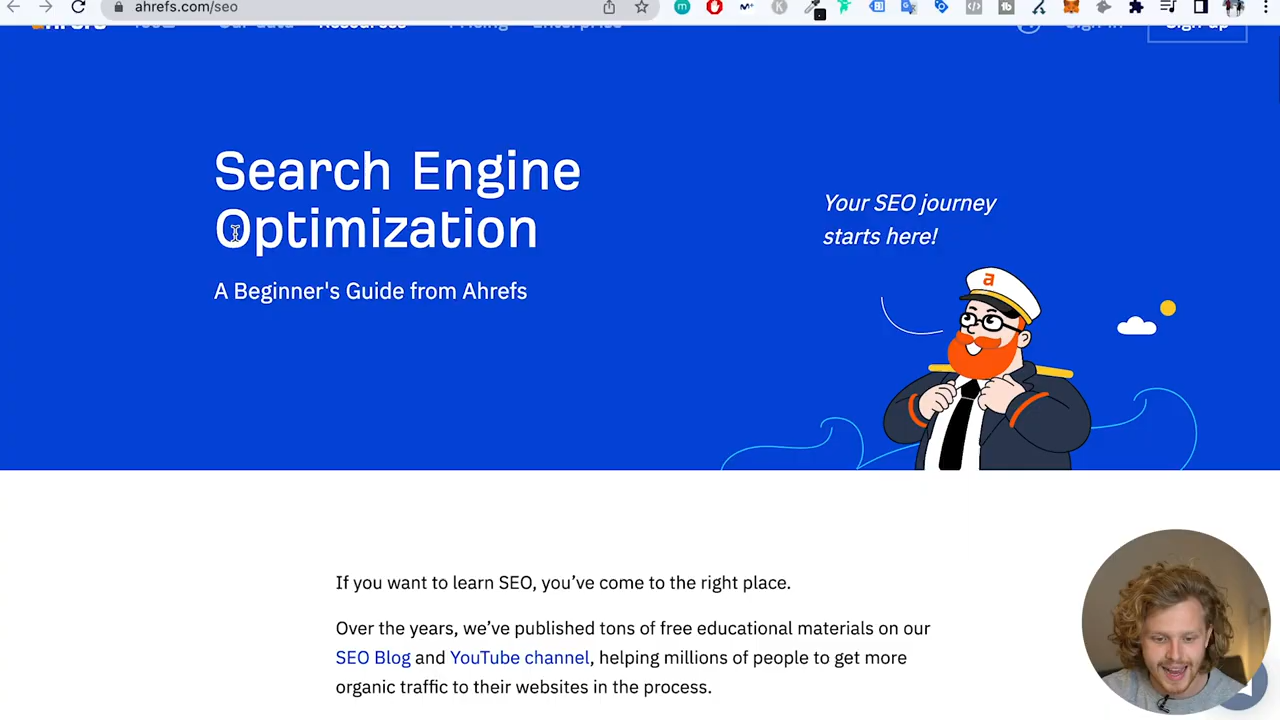 ahrefs.com/seo
Search Engine
Optimization
A Beginner's Guide from Ahrefs
Your SEO journey
starts here!
a
If you want to learn SEO, you’ve come to the right place.
Over the years, we’ve published tons of free educational materials on our
SEO Blog and YouTube channel, helping millions of people to get more
organic traffic to their websites in the process.